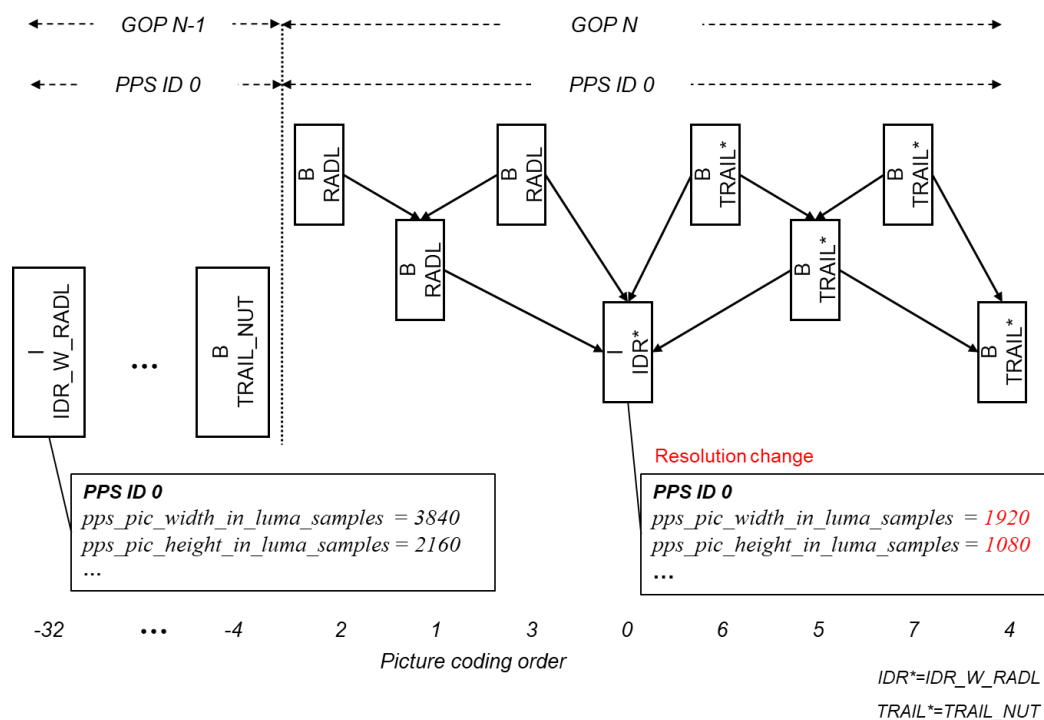 GOP N-1 GOP N
PPS ID 0 PPS ID 0
B RADL
B RADL
B TRAIL*
B TRAIL*
B RADL
B TRAIL*
I IDR_W_RADL
...
B TRAIL_NUT
I IDR*
B TRAIL*
Resolution change
PPS ID 0
pps_pic_width_in_luma_samples = 3840
pps_pic_height_in_luma_samples = 2160
...
PPS ID 0
pps_pic_width_in_luma_samples = 1920
pps_pic_height_in_luma_samples = 1080
...
-32 ... -4 2 1 3 0 6 5 7 4
Picture coding order
IDR*=IDR_W_RADL
TRAIL*=TRAIL_NUT